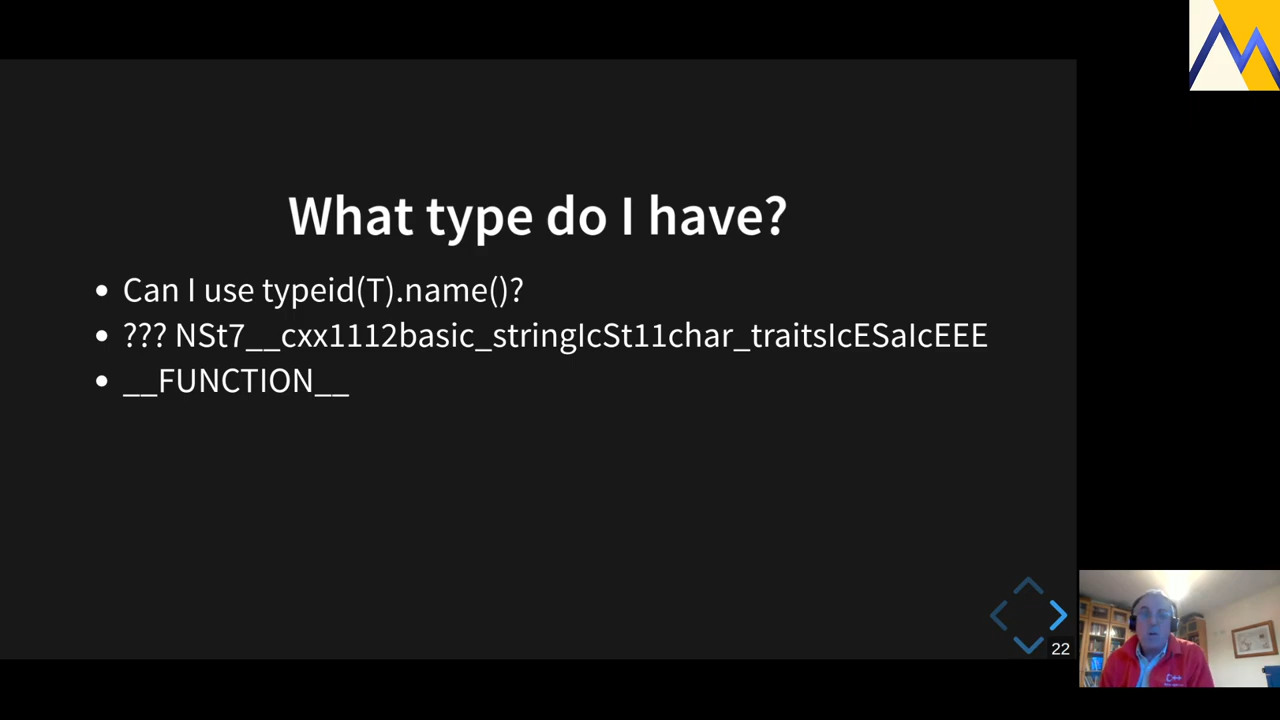 What type do I have?
Can I use typeid(T).name()?
??? NSt7__cxx1112basic_stringIcSt11char_traitsIcESaIcEEE
__FUNCTION__
22
C++